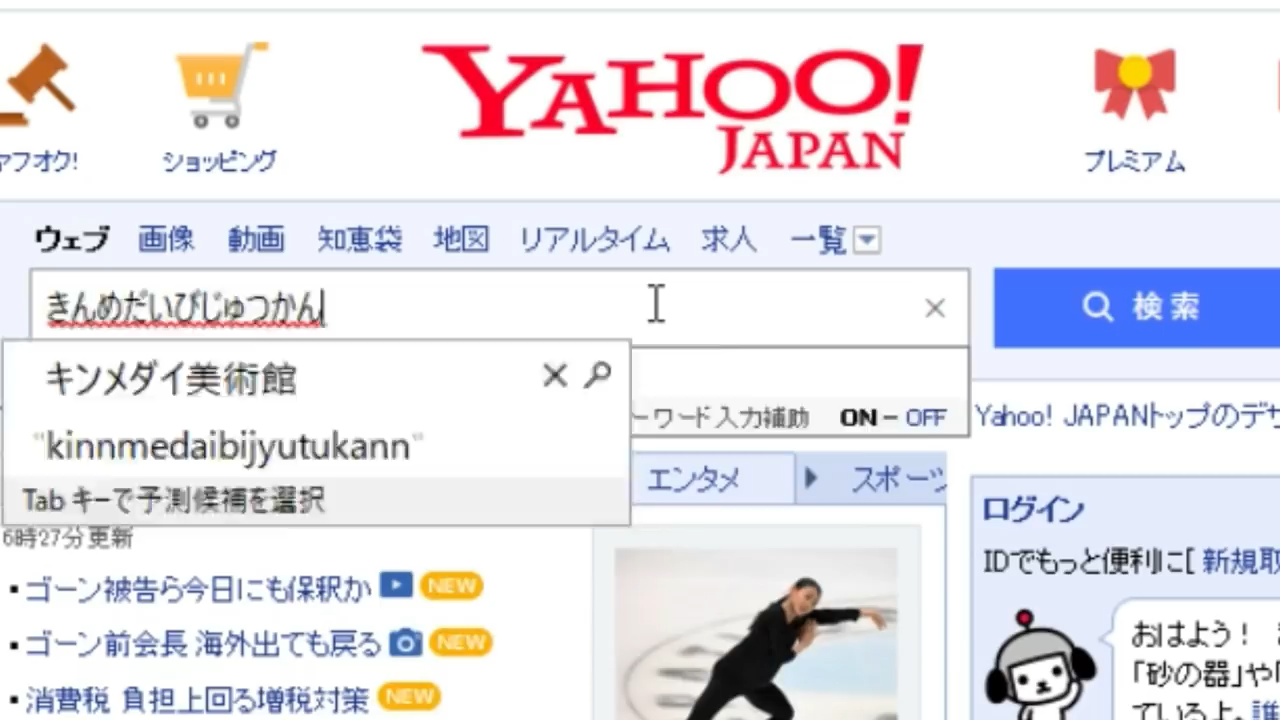 YAHOO!
JAPAN
ヤフオク!
ショッピング
プレミアム
ウェブ 画像 動画 知恵袋 地図 リアルタイム 求人 一覧
きんめだいびじゅつかん
検索
キンメダイ美術館
"kinnmedaibijyutukann"
Tab キーで予測候補を選択
ーワード入力補助 ON - OFF
Yahoo! JAPANトップのデザ
エンタメ
スポーツ
6時27分更新
ゴーン被告ら今日にも保釈か NEW
ゴーン前会長 海外出ても戻る NEW
消費税 負担上回る増税対策 NEW
ログイン
IDでもっと便利に[ 新規取
おはよう!
「砂の器」や「
ているよ。誰